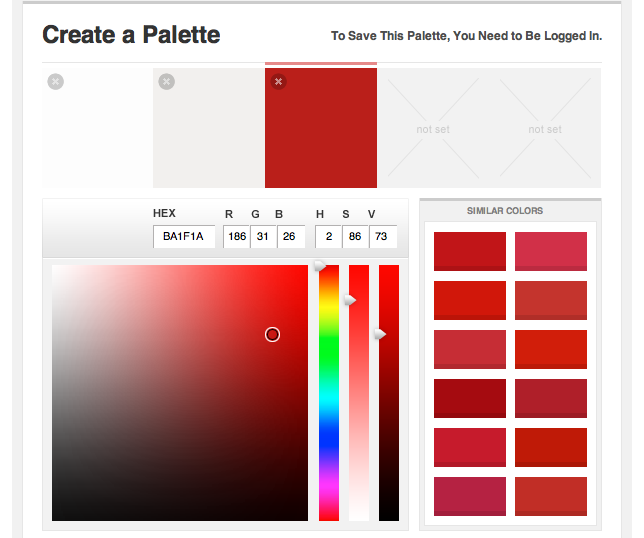 Create a Palette
To Save This Palette, You Need to Be Logged In.
not set
not set
HEX R G B H S V
BA1F1A 186 31 26 2 86 73
SIMILAR COLORS